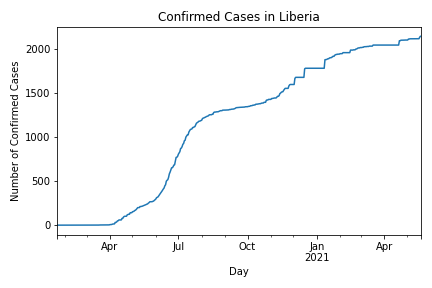 Confirmed Cases in Liberia
Number of Confirmed Cases
2000
1500
1000
500
0
Apr
Jul
Oct
Jan
2021
Apr
Day